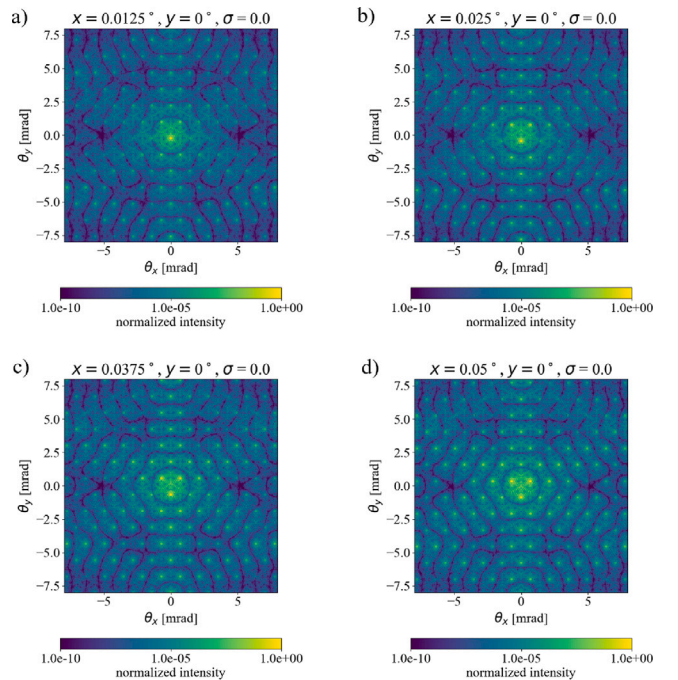 a) x = 0.0125°, y = 0°, σ = 0.0
7.5
5.0
2.5
0.0
−2.5
−5.0
−7.5
θy [mrad]
−5 0 5
θx [mrad]
1.0e-10 1.0e-05 1.0e+00
normalized intensity
b) x = 0.025°, y = 0°, σ = 0.0
7.5
5.0
2.5
0.0
−2.5
−5.0
−7.5
θy [mrad]
−5 0 5
θx [mrad]
1.0e-10 1.0e-05 1.0e+00
normalized intensity
c) x = 0.0375°, y = 0°, σ = 0.0
7.5
5.0
2.5
0.0
−2.5
−5.0
−7.5
θy [mrad]
−5 0 5
θx [mrad]
1.0e-10 1.0e-05 1.0e+00
normalized intensity
d) x = 0.05°, y = 0°, σ = 0.0
7.5
5.0
2.5
0.0
−2.5
−5.0
−7.5
θy [mrad]
−5 0 5
θx [mrad]
1.0e-10 1.0e-05 1.0e+00
normalized intensity